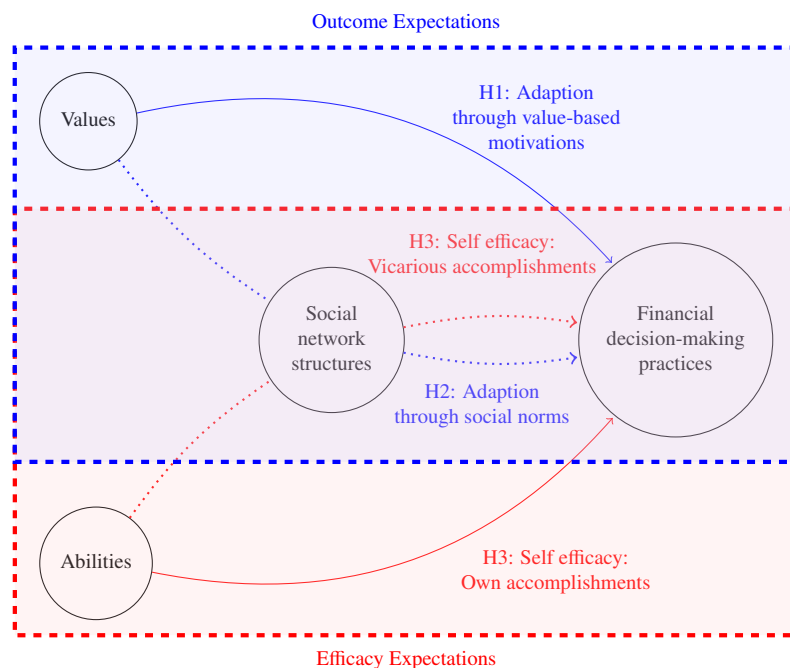 Outcome Expectations
Values
H1: Adaption
through value-based
motivations
H3: Self efficacy:
Vicarious accomplishments
Social
network
structures
Financial
decision-making
practices
H2: Adaption
through social norms
Abilities
H3: Self efficacy:
Own accomplishments
Efficacy Expectations